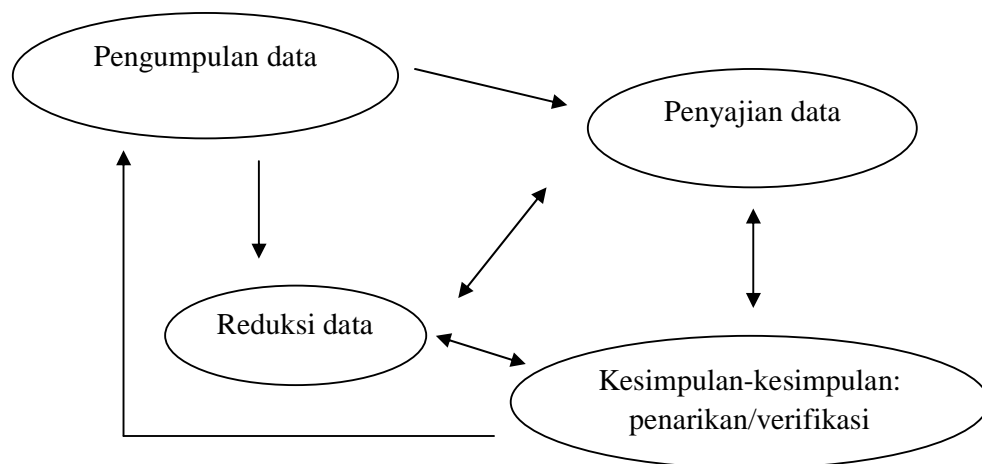 Pengumpulan data
Penyajian data
Reduksi data
Kesimpulan-kesimpulan:
penarikan/verifikasi